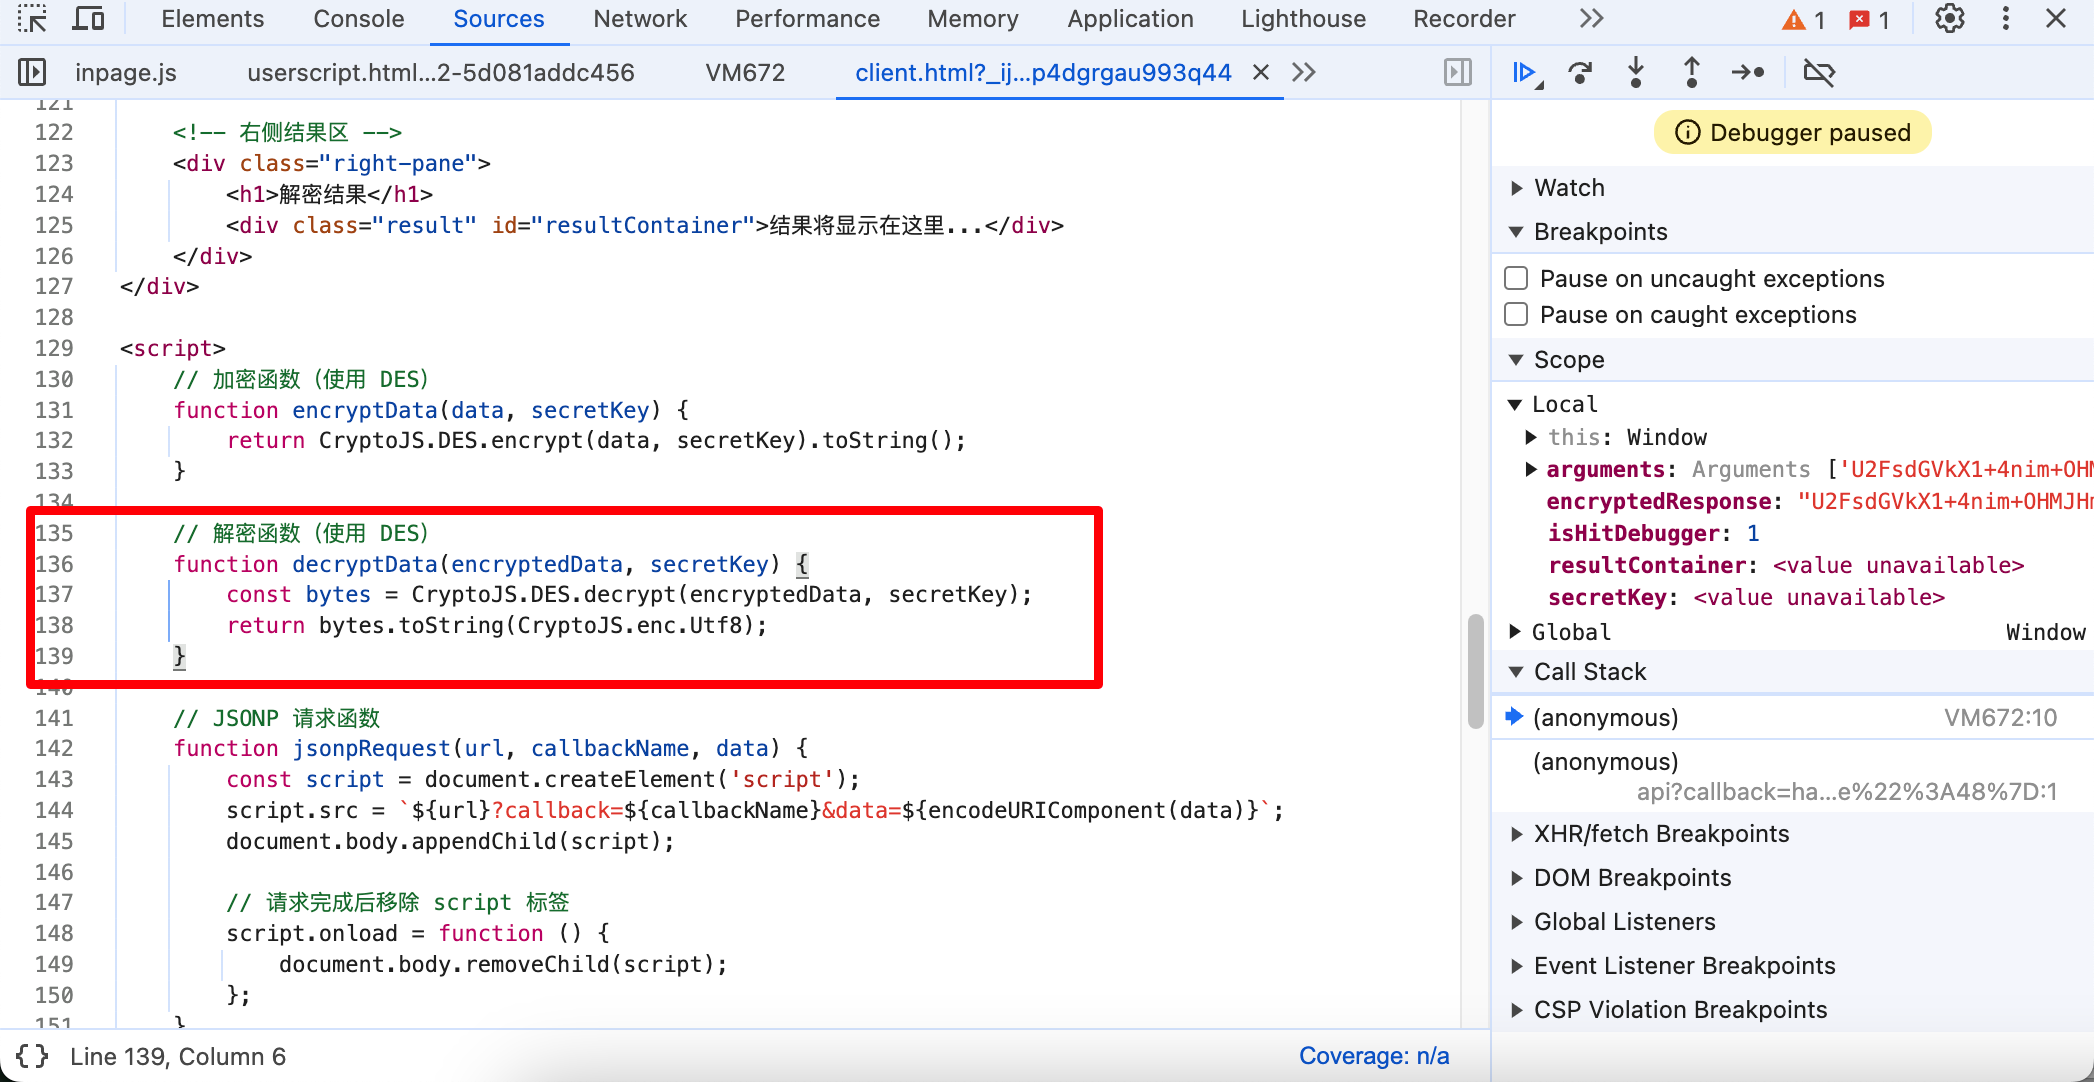 Elements Console Sources Network Performance Memory Application Lighthouse Recorder 1 1
inpage.js userscript.html...2-5d081addc456 VM672 client.html?_ij...p4dgrgau993q44
121
122 <!-- 右侧结果区 -->
123 <div class="right-pane">
124 <h1>解密结果</h1>
125 <div class="result" id="resultContainer">结果将显示在这里...</div>
126 </div>
127 </div>
128
129 <script>
130 // 加密函数（使用 DES）
131 function encryptData(data, secretKey) {
132 return CryptoJS.DES.encrypt(data, secretKey).toString();
133 }
134
135 // 解密函数（使用 DES）
136 function decryptData(encryptedData, secretKey) {
137 const bytes = CryptoJS.DES.decrypt(encryptedData, secretKey);
138 return bytes.toString(CryptoJS.enc.Utf8);
139 }
140
141 // JSONP 请求函数
142 function jsonpRequest(url, callbackName, data) {
143 const script = document.createElement('script');
144 script.src = `${url}?callback=${callbackName}&data=${encodeURIComponent(data)}`;
145 document.body.appendChild(script);
146
147 // 请求完成后移除 script 标签
148 script.onload = function () {
149 document.body.removeChild(script);
150 };
151 }
{ } Line 139, Column 6 Coverage: n/a
Debugger paused
Watch
Breakpoints
Pause on uncaught exceptions
Pause on caught exceptions
Scope
Local
this: Window
arguments: Arguments ['U2FsdGVkX1+4nim+OHM
encryptedResponse: "U2FsdGVkX1+4nim+OHMJHm
isHitDebugger: 1
resultContainer: <value unavailable>
secretKey: <value unavailable>
Global Window
Call Stack
(anonymous) VM672:10
(anonymous)
api?callback=ha...e%22%3A48%7D:1
XHR/fetch Breakpoints
DOM Breakpoints
Global Listeners
Event Listener Breakpoints
CSP Violation Breakpoints